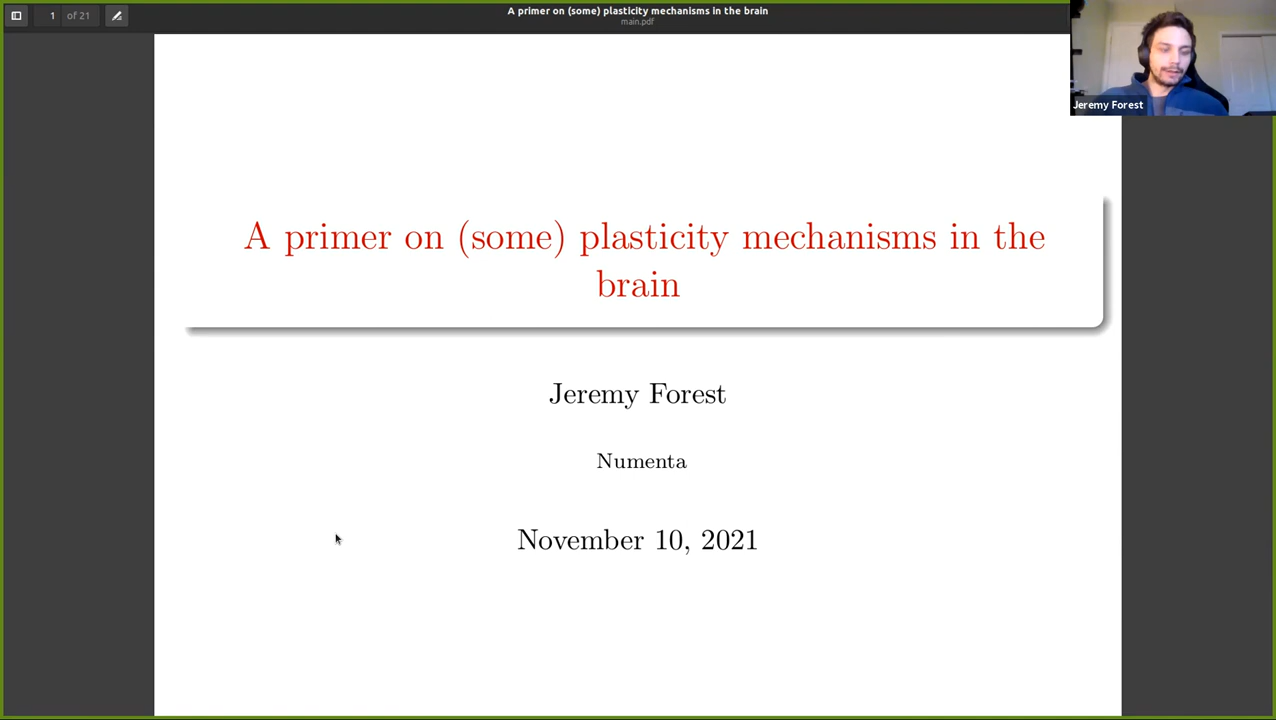 1 of 21
A primer on (some) plasticity mechanisms in the brain
main.pdf
Jeremy Forest
A primer on (some) plasticity mechanisms in the
brain
Jeremy Forest
Numenta
November 10, 2021